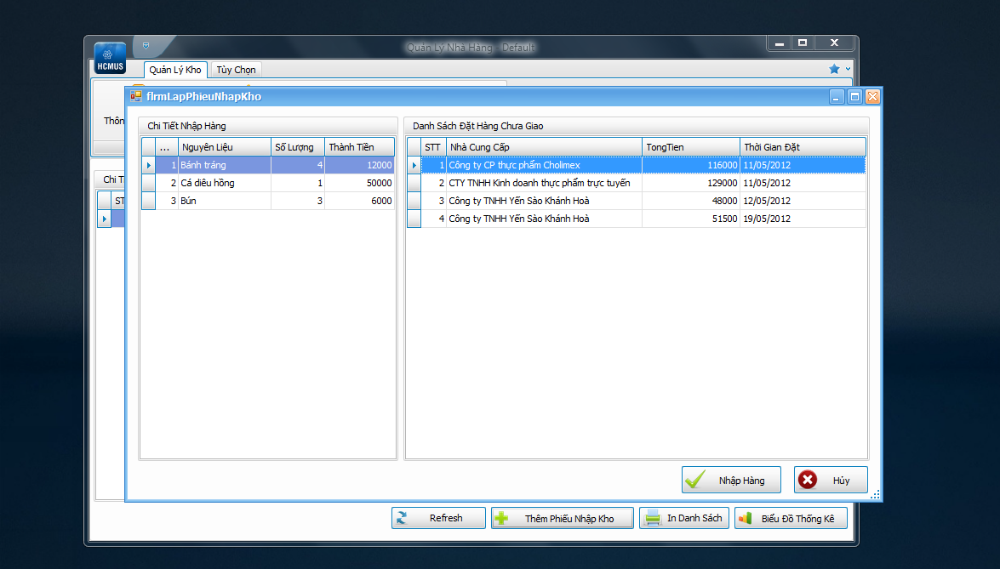 Quản Lý Nhà Hàng - Default
HCMUS
Quản Lý Kho Tùy Chọn
flrmLapPhieuNhapKho
Thôn
Chi Tiết Nhập Hàng
... Nguyên Liệu Số Lượng Thành Tiền
1 Bánh tráng 4 12000
2 Cá diêu hồng 1 50000
3 Bún 3 6000
Danh Sách Đặt Hàng Chưa Giao
STT Nhà Cung Cấp TongTien Thời Gian Đặt
1 Công ty CP thực phẩm Cholimex 116000 11/05/2012
2 CTY TNHH Kinh doanh thực phẩm trực tuyến 129000 11/05/2012
3 Công ty TNHH Yến Sào Khánh Hoà 48000 12/05/2012
4 Công ty TNHH Yến Sào Khánh Hoà 51500 19/05/2012
Chi T
ST
Nhập Hàng Hủy
Refresh Thêm Phiếu Nhập Kho In Danh Sách Biểu Đồ Thống Kê